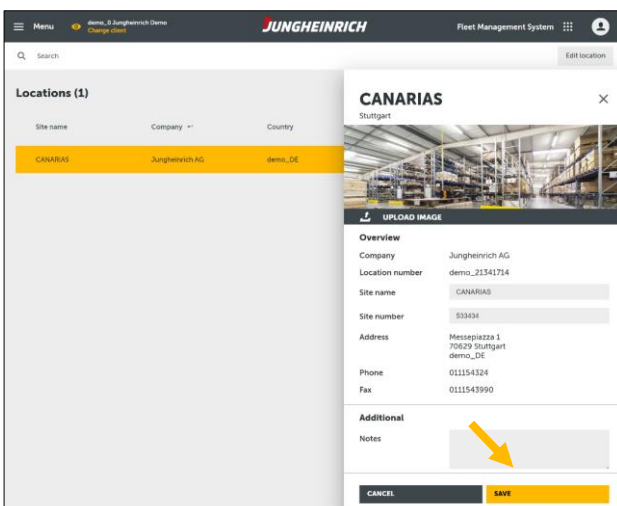 Menu
demo_0 Jungheinrich Demo
Change client
JUNGHEINRICH
Fleet Management System
Search
Edit location
Locations (1)
Site name
Company
Country
CANARIAS
Jungheinrich AG
demo_DE
CANARIAS
Stuttgart
UPLOAD IMAGE
Overview
Company Jungheinrich AG
Location number demo_21341714
Site name CANARIAS
Site number 533434
Address Messepiazza 1
70629 Stuttgart
demo_DE
Phone 011154324
Fax 0111543990
Additional
Notes
CANCEL
SAVE